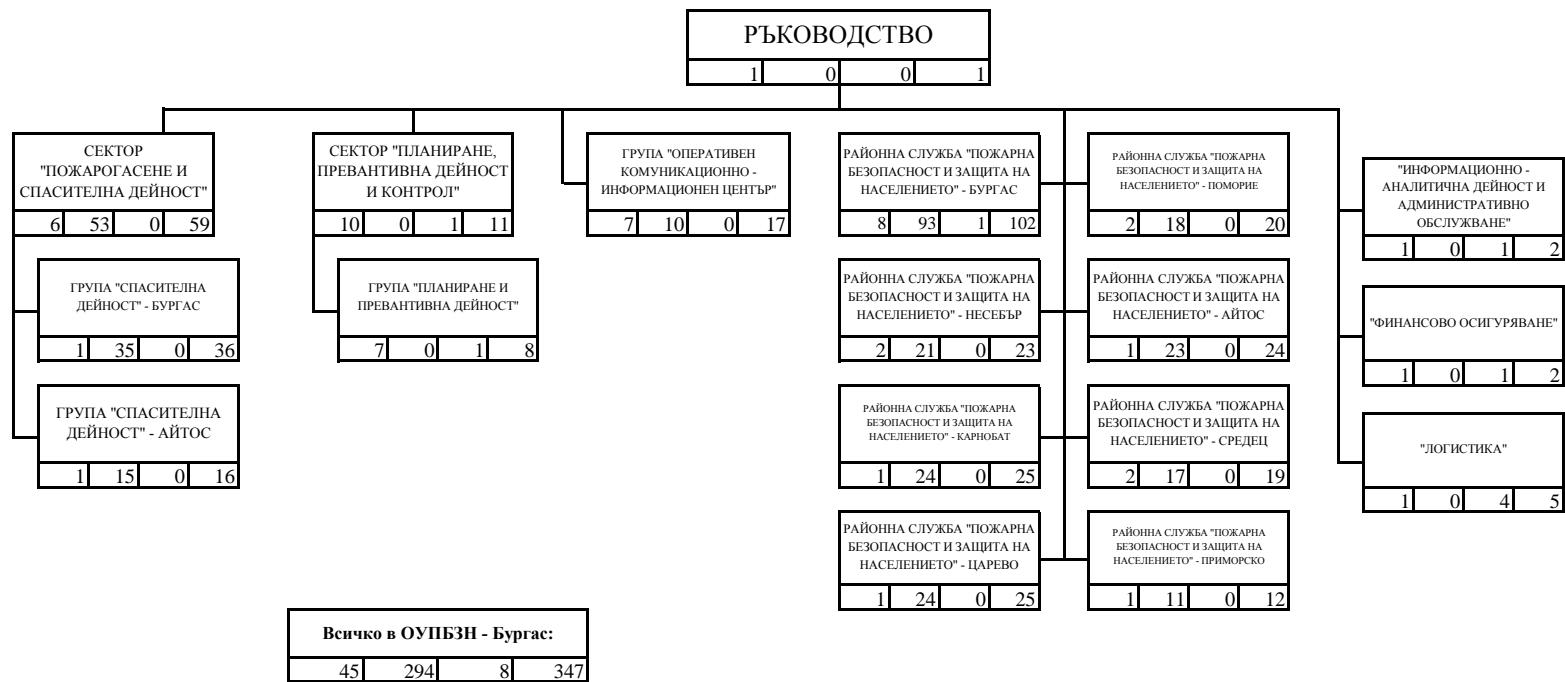 РЪКОВОДСТВО
1 0 0 1
СЕКТОР
"ПОЖАРОГАСЕНЕ И
СПАСИТЕЛНА ДЕЙНОСТ"
6 53 0 59
ГРУПА "СПАСИТЕЛНА
ДЕЙНОСТ" - БУРГАС
1 35 0 36
ГРУПА "СПАСИТЕЛНА
ДЕЙНОСТ" - АЙТОС
1 15 0 16
СЕКТОР "ПЛАНИРАНЕ,
ПРЕВАНТИВНА ДЕЙНОСТ
И КОНТРОЛ"
10 0 1 11
ГРУПА "ПЛАНИРАНЕ И
ПРЕВАНТИВНА ДЕЙНОСТ"
7 0 1 8
ГРУПА "ОПЕРАТИВЕН
КОМУНИКАЦИОННО -
ИНФОРМАЦИОНЕН ЦЕНТЪР"
7 10 0 17
РАЙОННА СЛУЖБА "ПОЖАРНА
БЕЗОПАСНОСТ И ЗАЩИТА НА
НАСЕЛЕНИЕТО" - БУРГАС
8 93 1 102
РАЙОННА СЛУЖБА "ПОЖАРНА
БЕЗОПАСНОСТ И ЗАЩИТА НА
НАСЕЛЕНИЕТО" - ПОМОРИЕ
2 18 0 20
РАЙОННА СЛУЖБА "ПОЖАРНА
БЕЗОПАСНОСТ И ЗАЩИТА НА
НАСЕЛЕНИЕТО" - НЕСЕБЪР
2 21 0 23
РАЙОННА СЛУЖБА "ПОЖАРНА
БЕЗОПАСНОСТ И ЗАЩИТА НА
НАСЕЛЕНИЕТО" - АЙТОС
1 23 0 24
РАЙОННА СЛУЖБА "ПОЖАРНА
БЕЗОПАСНОСТ И ЗАЩИТА НА
НАСЕЛЕНИЕТО" - КАРНОБАТ
1 24 0 25
РАЙОННА СЛУЖБА "ПОЖАРНА
БЕЗОПАСНОСТ И ЗАЩИТА НА
НАСЕЛЕНИЕТО" - СРЕДЕЦ
2 17 0 19
РАЙОННА СЛУЖБА "ПОЖАРНА
БЕЗОПАСНОСТ И ЗАЩИТА НА
НАСЕЛЕНИЕТО" - ЦАРЕВО
1 24 0 25
РАЙОННА СЛУЖБА "ПОЖАРНА
БЕЗОПАСНОСТ И ЗАЩИТА НА
НАСЕЛЕНИЕТО" - ПРИМОРСКО
1 11 0 12
"ИНФОРМАЦИОННО -
АНАЛИТИЧНА ДЕЙНОСТ И
АДМИНИСТРАТИВНО
ОБСЛУЖВАНЕ"
1 0 1 2
"ФИНАНСОВО ОСИГУРЯВАНЕ"
1 0 1 2
"ЛОГИСТИКА"
1 0 4 5
Всичко в ОУПБЗН - Бургас:
45 294 8 347